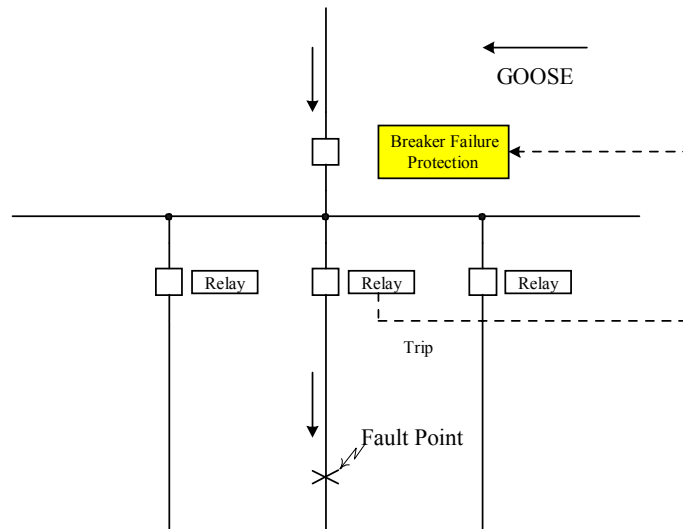 GOOSE
Breaker Failure
Protection
Relay
Relay
Relay
Trip
Fault Point